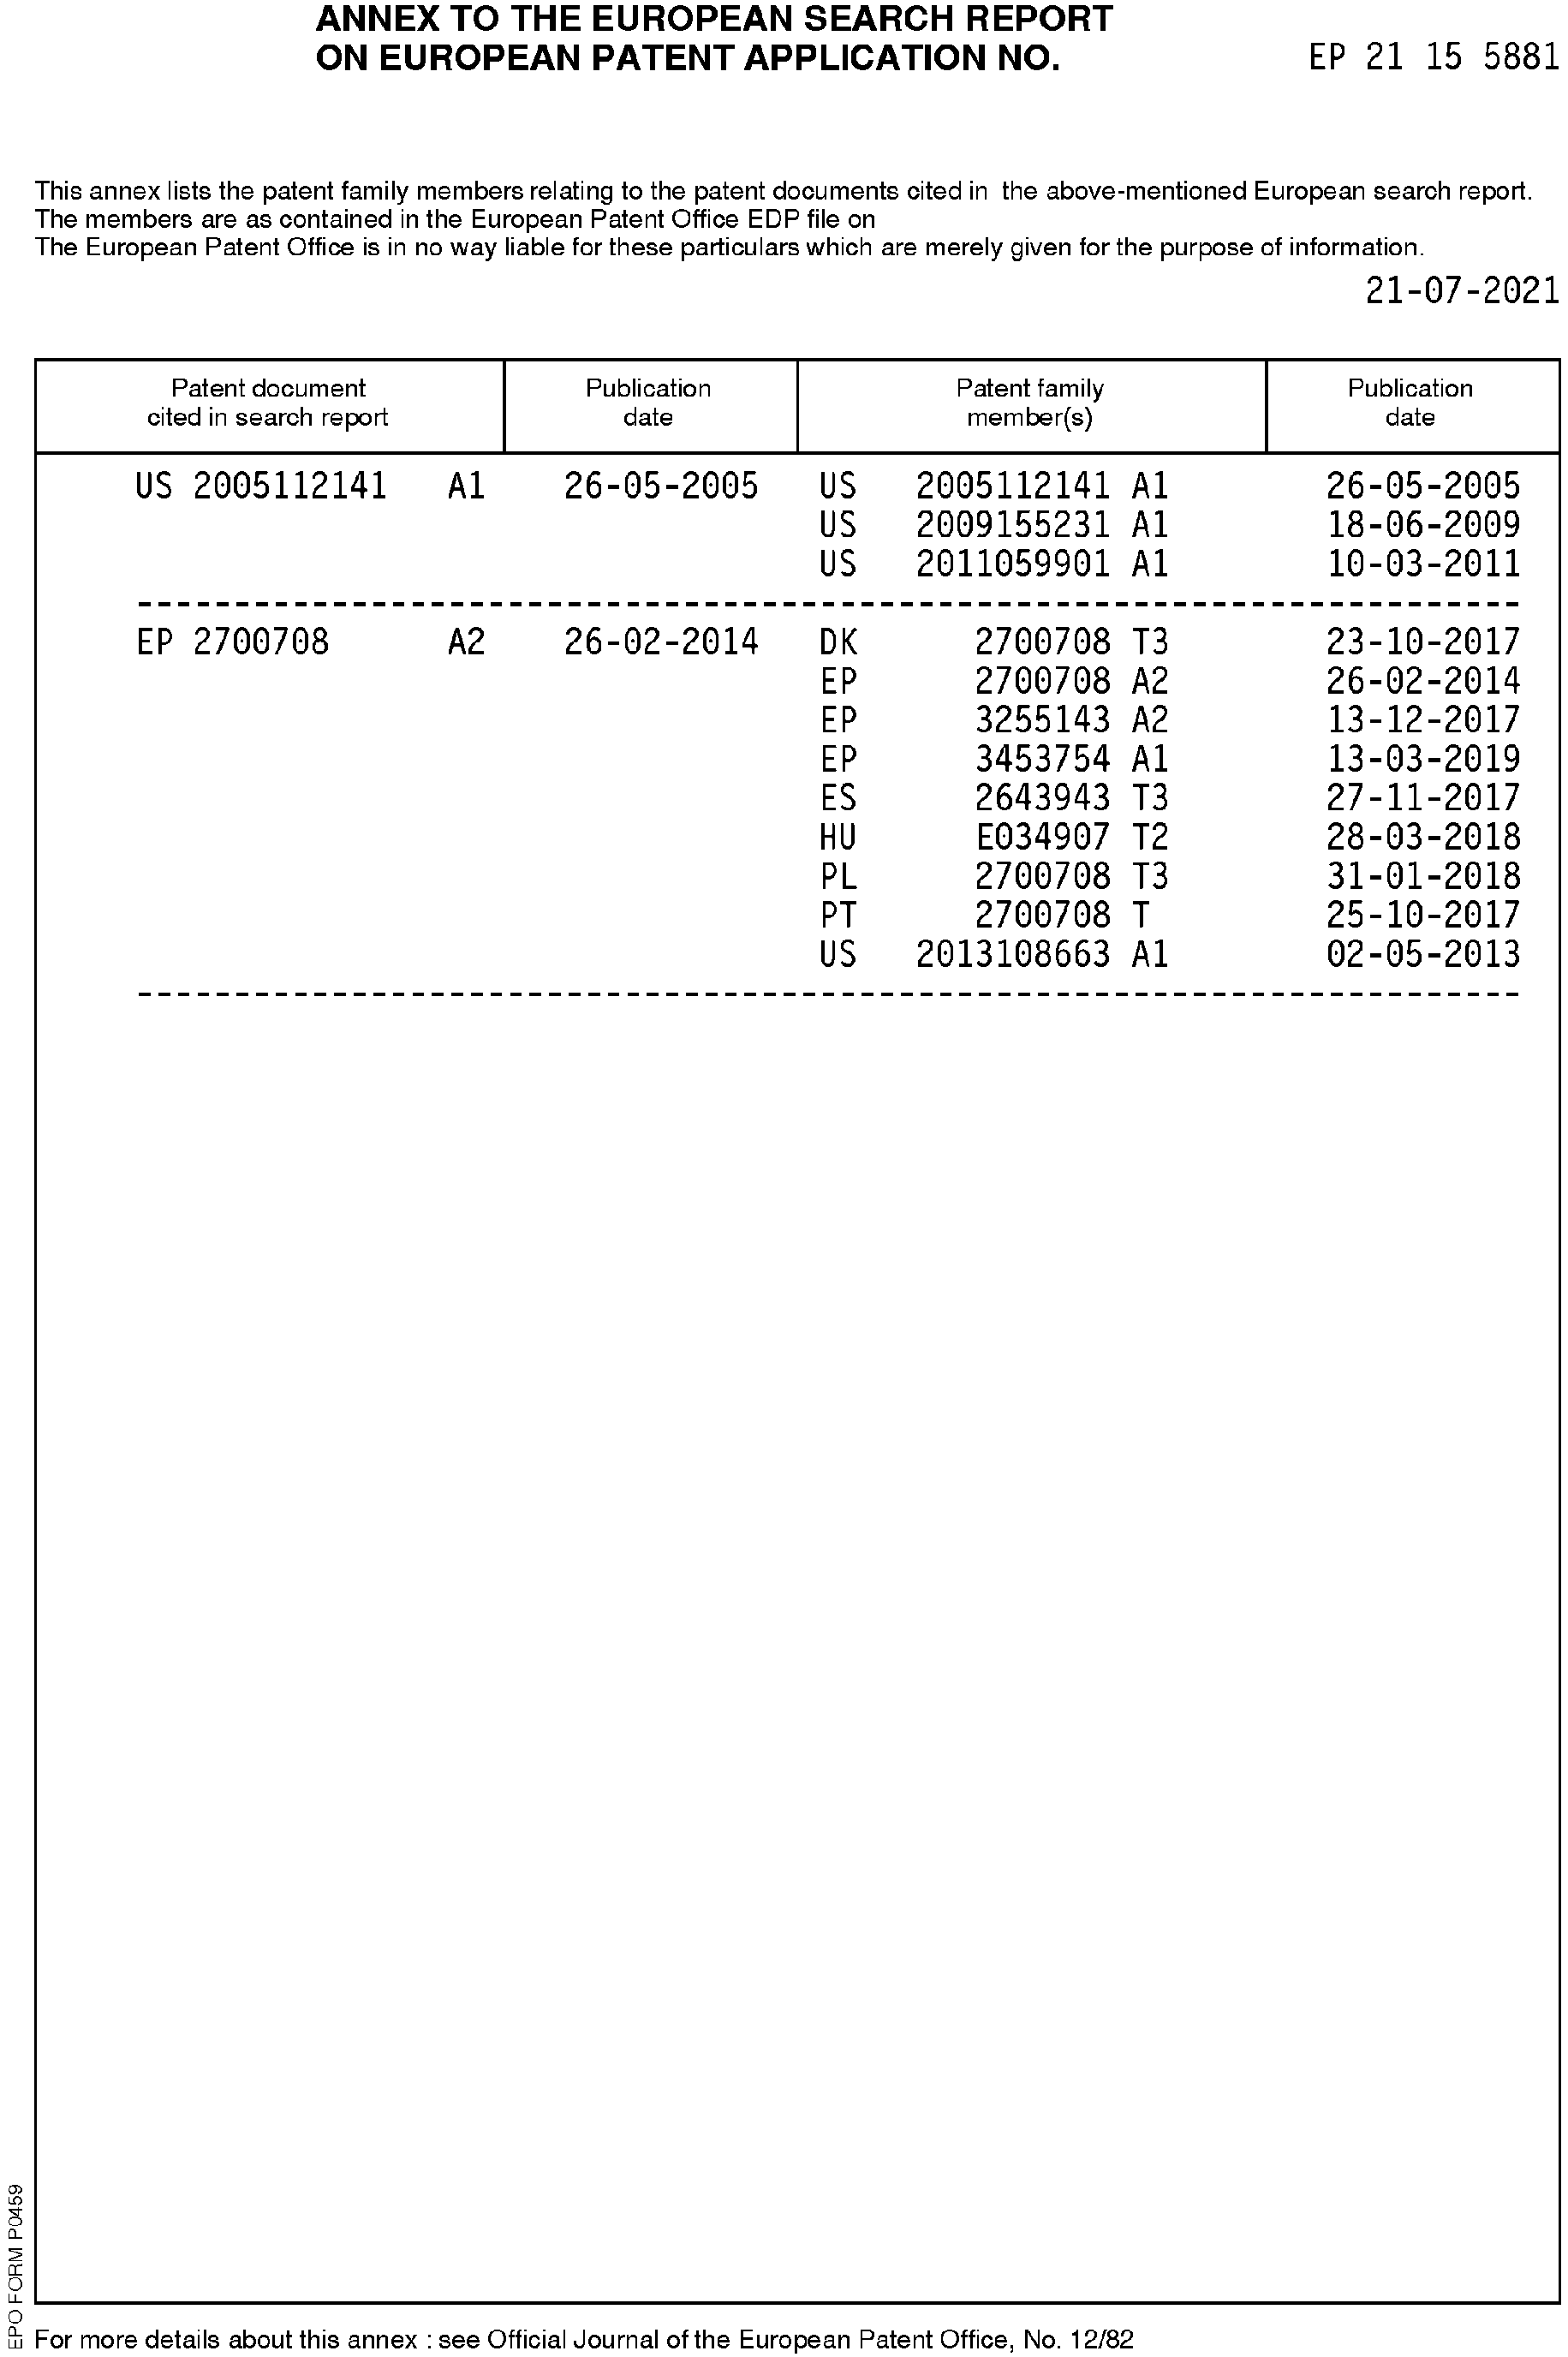 ANNEX TO THE EUROPEAN SEARCH REPORT
ON EUROPEAN PATENT APPLICATION NO. EP 21 15 5881
This annex lists the patent family members relating to the patent documents cited in the above-mentioned European search report.
The members are as contained in the European Patent Office EDP file on
The European Patent Office is in no way liable for these particulars which are merely given for the purpose of information.
21-07-2021
Patent document cited in search report Publication date Patent family member(s) Publication date
US 2005112141 A1 26-05-2005 US 2005112141 A1 26-05-2005
US 2009155231 A1 18-06-2009
US 2011059901 A1 10-03-2011
EP 2700708 A2 26-02-2014 DK 2700708 T3 23-10-2017
EP 2700708 A2 26-02-2014
EP 3255143 A2 13-12-2017
EP 3453754 A1 13-03-2019
ES 2643943 T3 27-11-2017
HU E034907 T2 28-03-2018
PL 2700708 T3 31-01-2018
PT 2700708 T 25-10-2017
US 2013108663 A1 02-05-2013
EPO FORM P0459
For more details about this annex : see Official Journal of the European Patent Office, No. 12/82